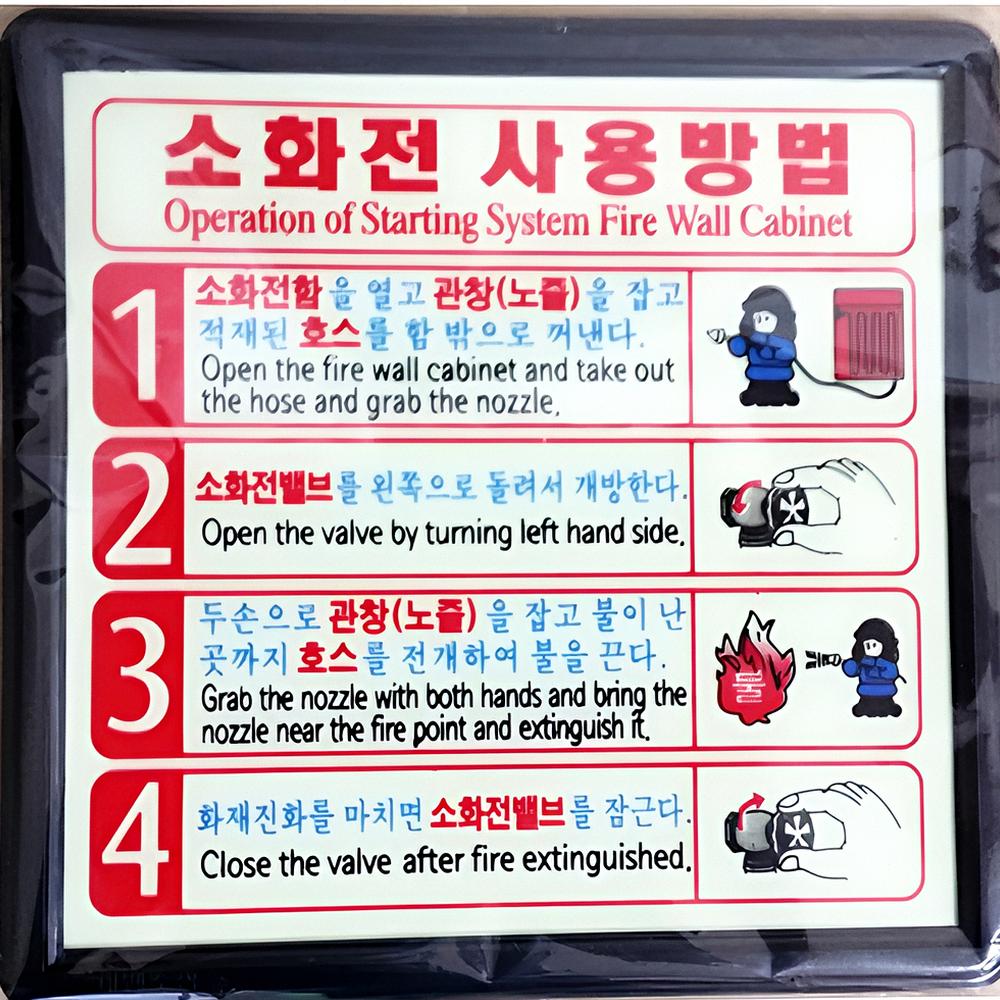 소화전 사용방법
Operation of Starting System Fire Wall Cabinet
1
소화전함을 열고 관창(노즐)을 잡고
적재된 호스를 함 밖으로 꺼낸다.
Open the fire wall cabinet and take out
the hose and grab the nozzle.
2
소화전밸브를 왼쪽으로 돌려서 개방한다.
Open the valve by turning left hand side.
3
두손으로 관창(노즐)을 잡고 불이 난
곳까지 호스를 전개하여 불을 끈다.
Grab the nozzle with both hands and bring the
nozzle near the fire point and extinguish it.
불
4
화재진화를 마치면 소화전밸브를 잠근다.
Close the valve after fire extinguished.